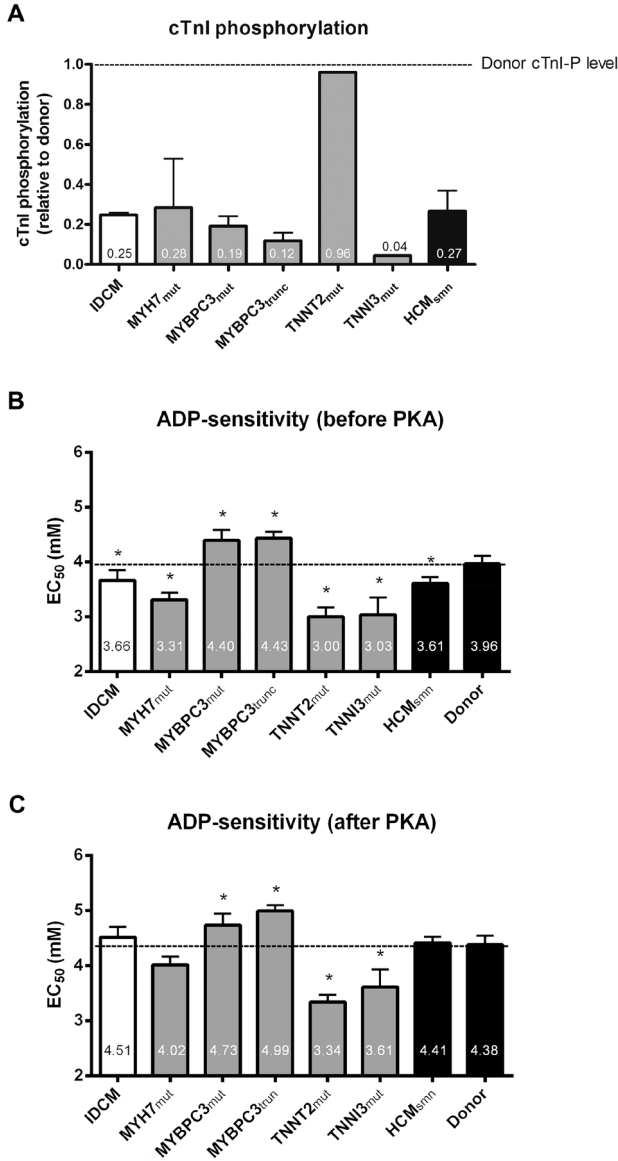 A
cTnI phosphorylation
Donor cTnI-P level
cTnI phosphorylation
(relative to donor)
1.0
0.8
0.6
0.4
0.2
0.0
0.25
0.28
0.19
0.12
0.96
0.04
0.27
IDCM
MYH7mut
MYBPC3mut
MYBPC3trunc
TNNT2mut
TNNI3mut
HCMsmn
B
ADP-sensitivity (before PKA)
EC50 (mM)
6
5
4
3
2
* * * * * * *
3.66
3.31
4.40
4.43
3.00
3.03
3.61
3.96
IDCM
MYH7mut
MYBPC3mut
MYBPC3trunc
TNNT2mut
TNNI3mut
HCMsmn
Donor
C
ADP-sensitivity (after PKA)
EC50 (mM)
6
5
4
3
2
* * * *
4.51
4.02
4.73
4.99
3.34
3.61
4.41
4.38
IDCM
MYH7mut
MYBPC3mut
MYBPC3trun
TNNT2mut
TNNI3mut
HCMsmn
Donor